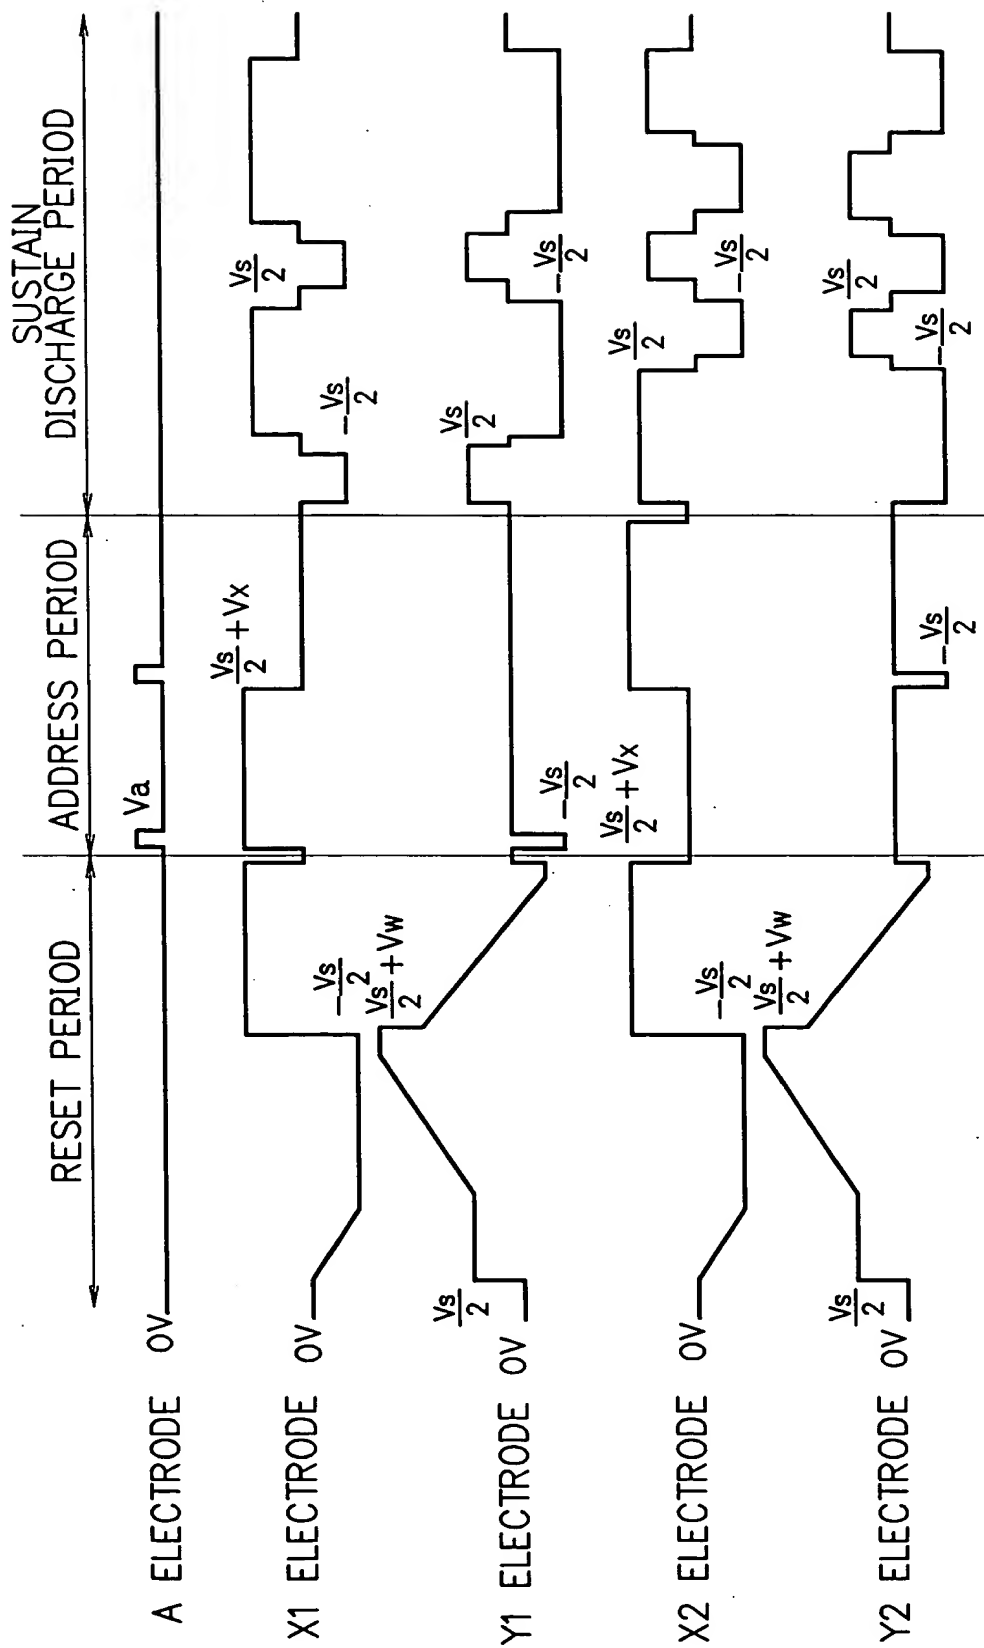 RESET PERIOD
ADDRESS PERIOD
SUSTAIN
DISCHARGE PERIOD
A ELECTRODE 0V
Va
X1 ELECTRODE 0V
-Vs/2
Vs/2+Vx
-Vs/2
Vs/2
Y1 ELECTRODE 0V
Vs/2
Vs/2+Vw
-Vs/2
Vs/2
-Vs/2
X2 ELECTRODE 0V
-Vs/2
Vs/2+Vx
Vs/2
-Vs/2
Y2 ELECTRODE 0V
Vs/2
Vs/2+Vw
-Vs/2
-Vs/2
Vs/2